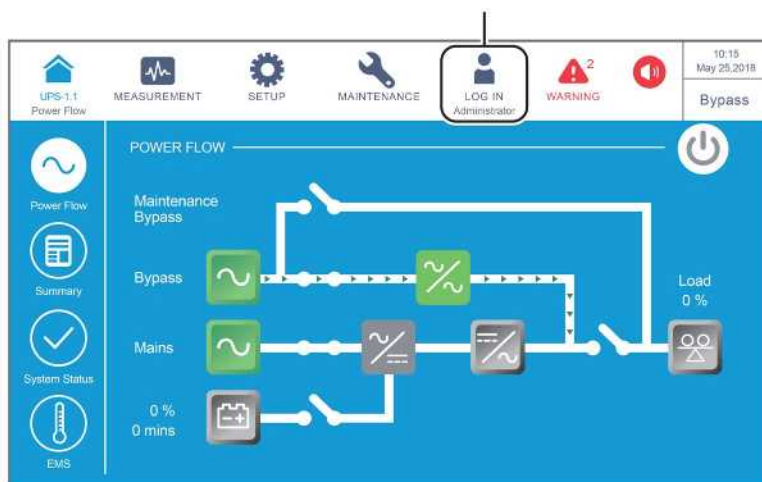 UPS-1.1
Power Flow
MEASUREMENT
SETUP
MAINTENANCE
LOG IN
Administrator
2
WARNING
10:15
May 25,2018
Bypass
POWER FLOW
Power Flow
Summary
System Status
EMS
Maintenance
Bypass
Bypass
Mains
0 %
0 mins
Load
0 %